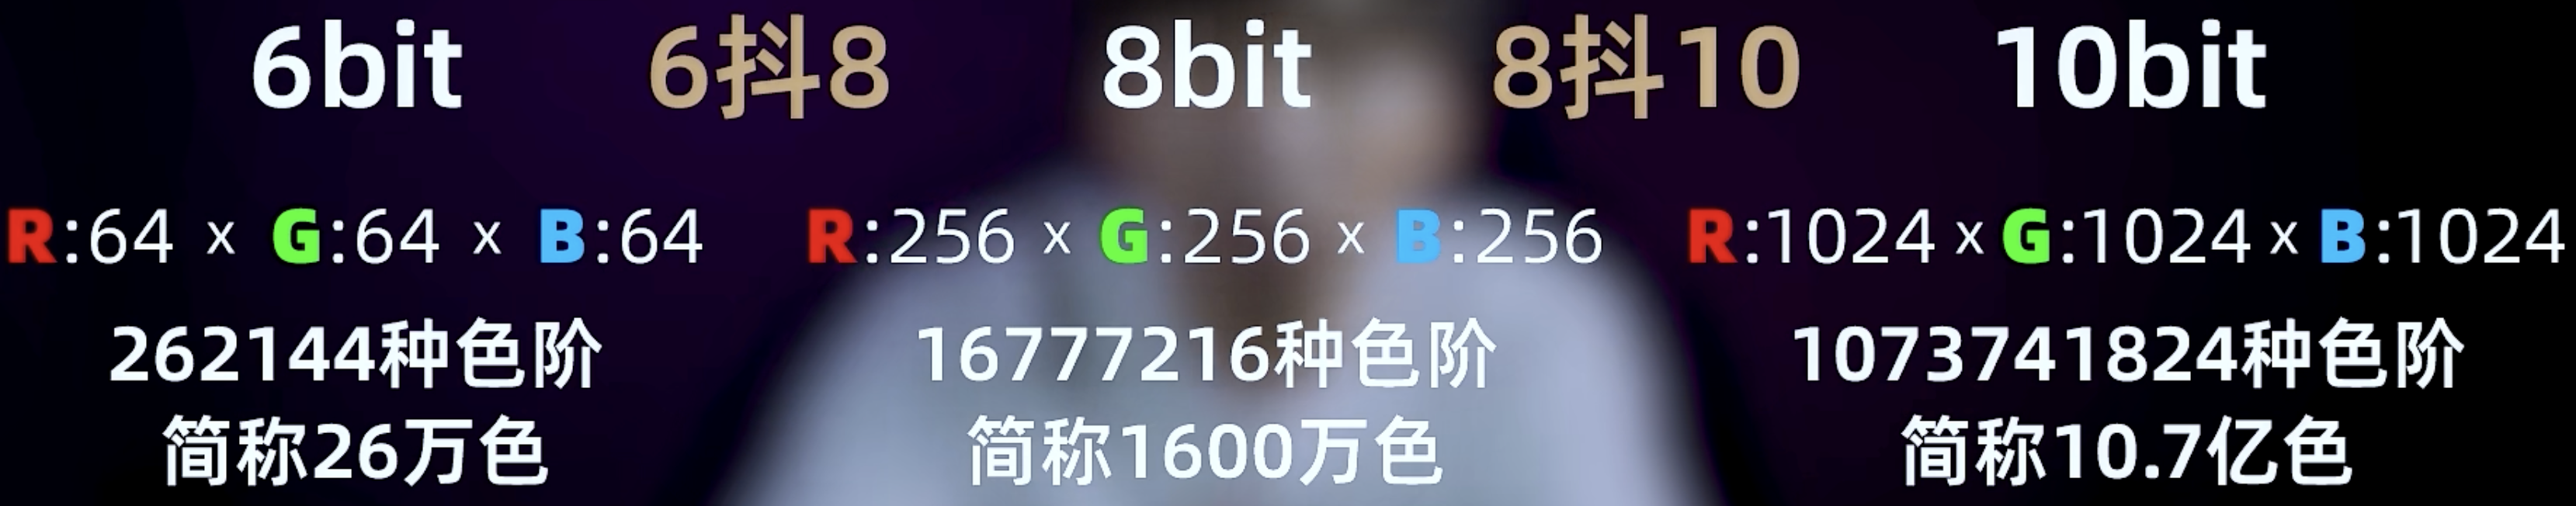 6bit 6抖8 8bit 8抖10 10bit
R:64 x G:64 x B:64 R:256 x G:256 x B:256 R:1024 x G:1024 x B:1024
262144种色阶 16777216种色阶 1073741824种色阶
简称26万色 简称1600万色 简称10.7亿色